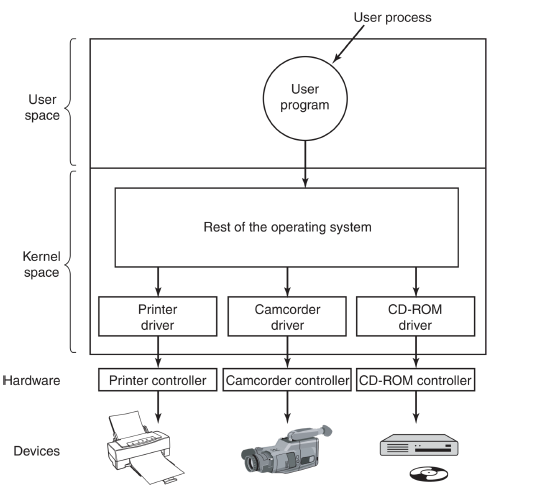 User process
User
space
User
program
Kernel
space
Rest of the operating system
Printer
driver
Camcorder
driver
CD-ROM
driver
Hardware
Printer controller
Camcorder controller
CD-ROM controller
Devices